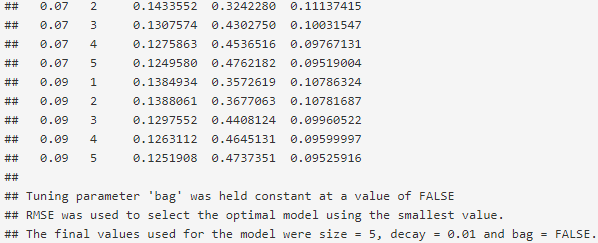 ##   0.07   2     0.1433552  0.3242280  0.11137415
##   0.07   3     0.1307574  0.4302750  0.10031547
##   0.07   4     0.1275863  0.4536516  0.09767131
##   0.07   5     0.1249580  0.4762182  0.09519004
##   0.09   1     0.1384934  0.3572619  0.10786324
##   0.09   2     0.1388061  0.3677063  0.10781687
##   0.09   3     0.1297552  0.4408124  0.09960522
##   0.09   4     0.1263112  0.4645131  0.09599997
##   0.09   5     0.1251908  0.4737351  0.09525916
##
## Tuning parameter 'bag' was held constant at a value of FALSE
## RMSE was used to select the optimal model using the smallest value.
## The final values used for the model were size = 5, decay = 0.01 and bag = FALSE.